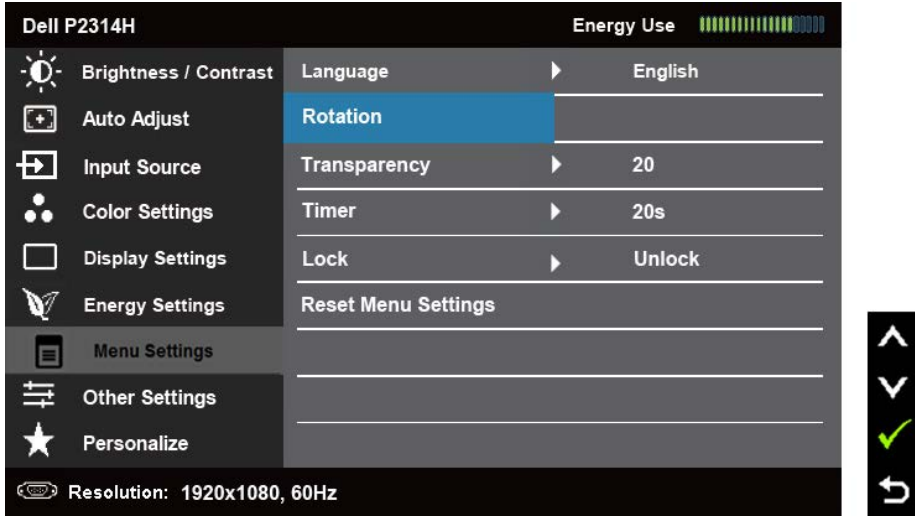 Dell P2314H Energy Use
Brightness / Contrast Language English
Auto Adjust Rotation
Input Source Transparency 20
Color Settings Timer 20s
Display Settings Lock Unlock
Energy Settings Reset Menu Settings
Menu Settings
Other Settings
Personalize
Resolution: 1920x1080, 60Hz